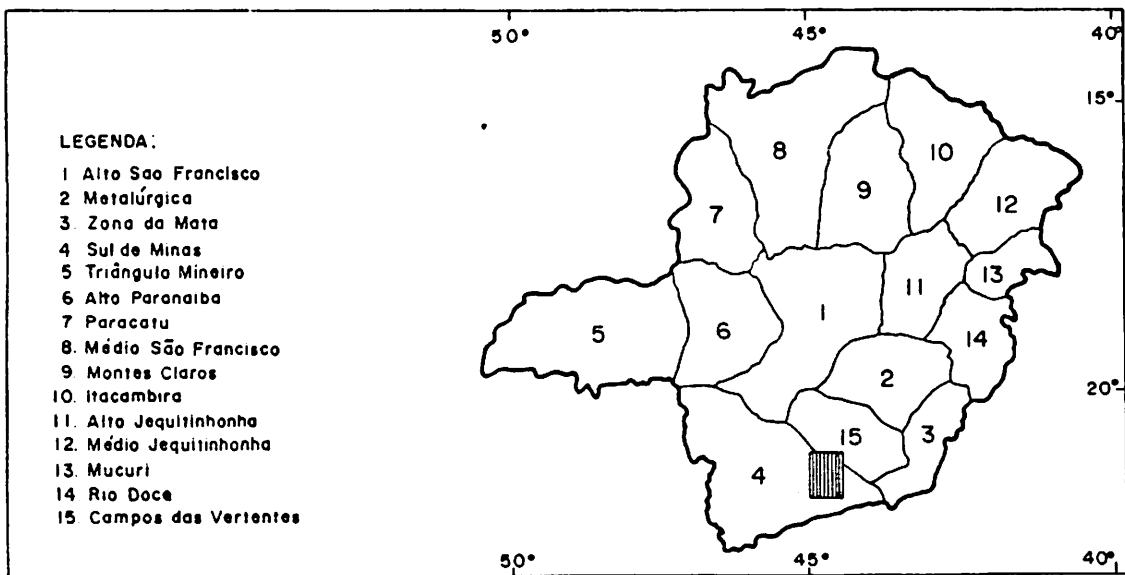 50° 45° 40°
15°
LEGENDA:
1 Alto Sao Francisco
2 Metalúrgica
3. Zona da Mata
4 Sul de Minas
5 Triângulo Mineiro
6 Alto Paranaiba
7 Paracatu
8. Médio São Francisco
9 Montes Claros
10. Itacambira
11. Alto Jequitinhonha
12. Médio Jequitinhonha
13. Mucuri
14 Rio Doce
15 Campos das Vertentes
8
10
9
7
12
13
11
1
5
6
14
2
20°
15
3
4
50° 45° 40°